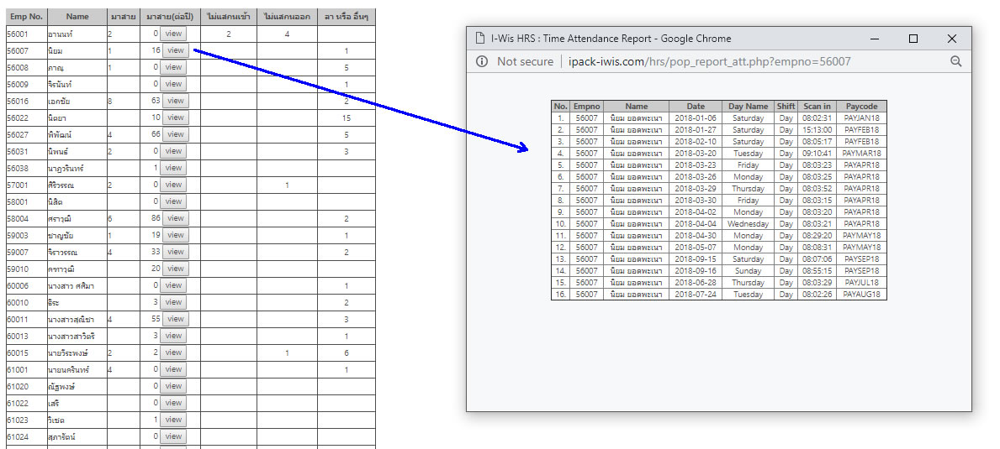 Emp No. Name มาสาย มาสาย(ต่อปี) ไม่แสกนเข้า ไม่แสกนออก ลา หรือ อื่นๆ
56001 อานนท์ 2 0 view 2 4
56007 นิยม 1 16 view 1
56008 ภาณุ 1 0 view 5
56009 จิรนันท์ 0 view 1
56016 เอกชัย 8 63 view 2
56022 นิตยา 10 view 15
56027 พิพัฒน์ 4 66 view 5
56031 นิพนธ์ 2 0 view 3
56038 นาฏวรินทร์ 1 view
57001 ศิริวรรณ 2 0 view 1
58001 นิสิต 0 view
58004 ศราวุฒิ 6 86 view 2
59003 ชาญชัย 1 19 view 1
59007 จิราวรรณ 4 33 view 2
59010 คชาวุฒิ 20 view
60006 นางสาว ศศิมา 0 view 1
60010 ธีระ 3 view 2
60011 นางสาวสุณิชา 4 55 view 3
60013 นางสาวสาวิตรี 3 view 1
60015 นายวีระพงษ์ 2 2 view 1 6
61001 นายนครินทร์ 4 0 view 1
61020 ณัฐพงษ์ 0 view
61022 เสรี 0 view
61023 วิเชต 1 view
61024 สุภารัตน์ 0 view
I-Wis HRS : Time Attendance Report - Google Chrome
Not secure ipack-iwis.com/hrs/pop_report_att.php?empno=56007
No. Empno Name Date Day Name Shift Scan in Paycode
1. 56007 นิยม ยอดพะเนา 2018-01-06 Saturday Day 08:02:31 PAYJAN18
2. 56007 นิยม ยอดพะเนา 2018-01-27 Saturday Day 15:13:00 PAYFEB18
3. 56007 นิยม ยอดพะเนา 2018-02-10 Saturday Day 08:05:17 PAYFEB18
4. 56007 นิยม ยอดพะเนา 2018-03-20 Tuesday Day 09:10:41 PAYMAR18
5. 56007 นิยม ยอดพะเนา 2018-03-23 Friday Day 08:03:23 PAYAPR18
6. 56007 นิยม ยอดพะเนา 2018-03-26 Monday Day 08:03:25 PAYAPR18
7. 56007 นิยม ยอดพะเนา 2018-03-29 Thursday Day 08:03:52 PAYAPR18
8. 56007 นิยม ยอดพะเนา 2018-03-30 Friday Day 08:03:15 PAYAPR18
9. 56007 นิยม ยอดพะเนา 2018-04-02 Monday Day 08:03:20 PAYAPR18
10. 56007 นิยม ยอดพะเนา 2018-04-04 Wednesday Day 08:03:21 PAYAPR18
11. 56007 นิยม ยอดพะเนา 2018-04-30 Monday Day 08:29:20 PAYMAY18
12. 56007 นิยม ยอดพะเนา 2018-05-07 Monday Day 08:08:31 PAYMAY18
13. 56007 นิยม ยอดพะเนา 2018-09-15 Saturday Day 08:07:06 PAYSEP18
14. 56007 นิยม ยอดพะเนา 2018-09-16 Sunday Day 08:55:15 PAYSEP18
15. 56007 นิยม ยอดพะเนา 2018-06-28 Thursday Day 08:03:29 PAYJUL18
16. 56007 นิยม ยอดพะเนา 2018-07-24 Tuesday Day 08:02:26 PAYAUG18